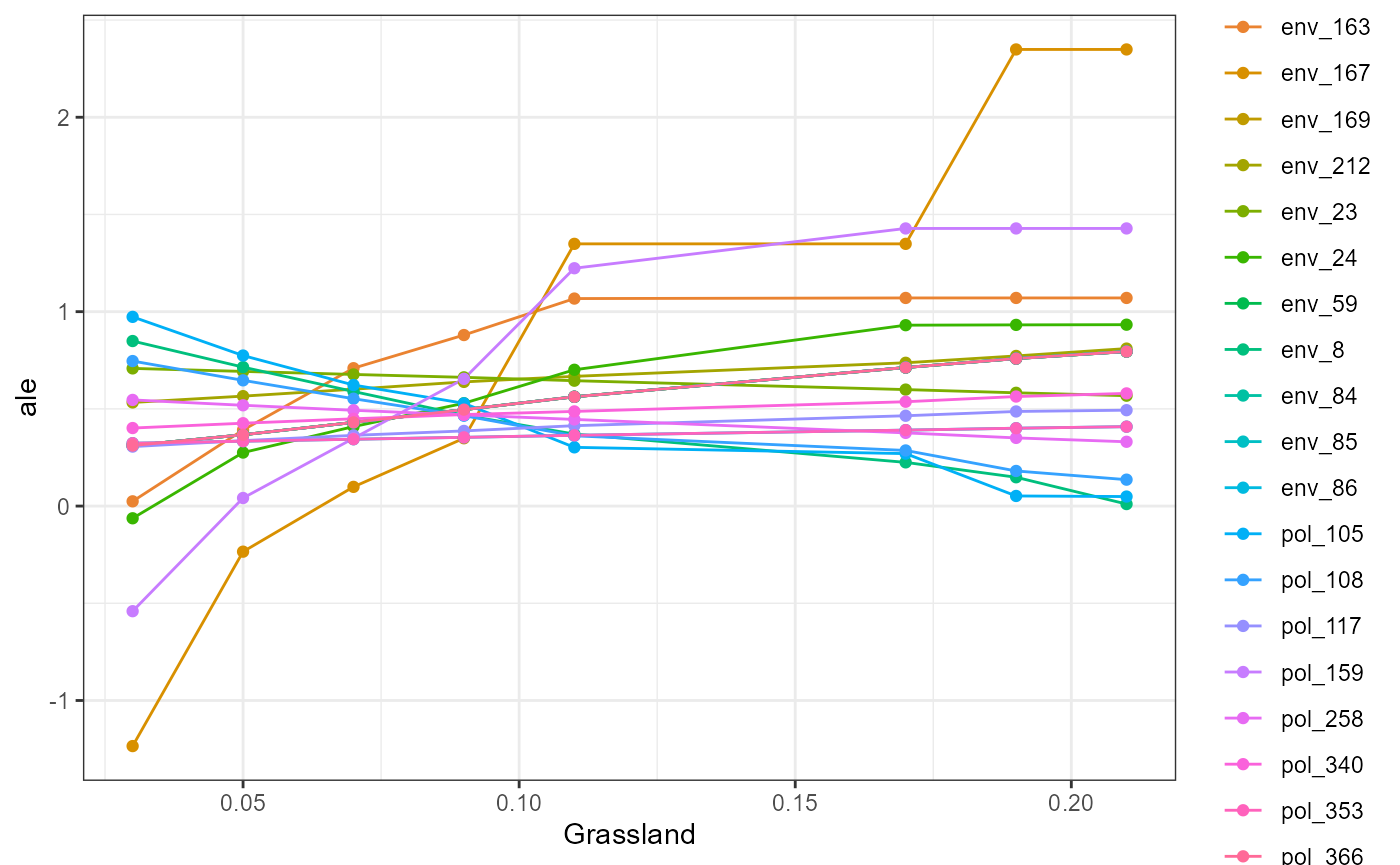 2
1
0
-1
ale
0.05
0.10
0.15
0.20
Grassland
env_163
env_167
env_169
env_212
env_23
env_24
env_59
env_8
env_84
env_85
env_86
pol_105
pol_108
pol_117
pol_159
pol_258
pol_340
pol_353
pol_366